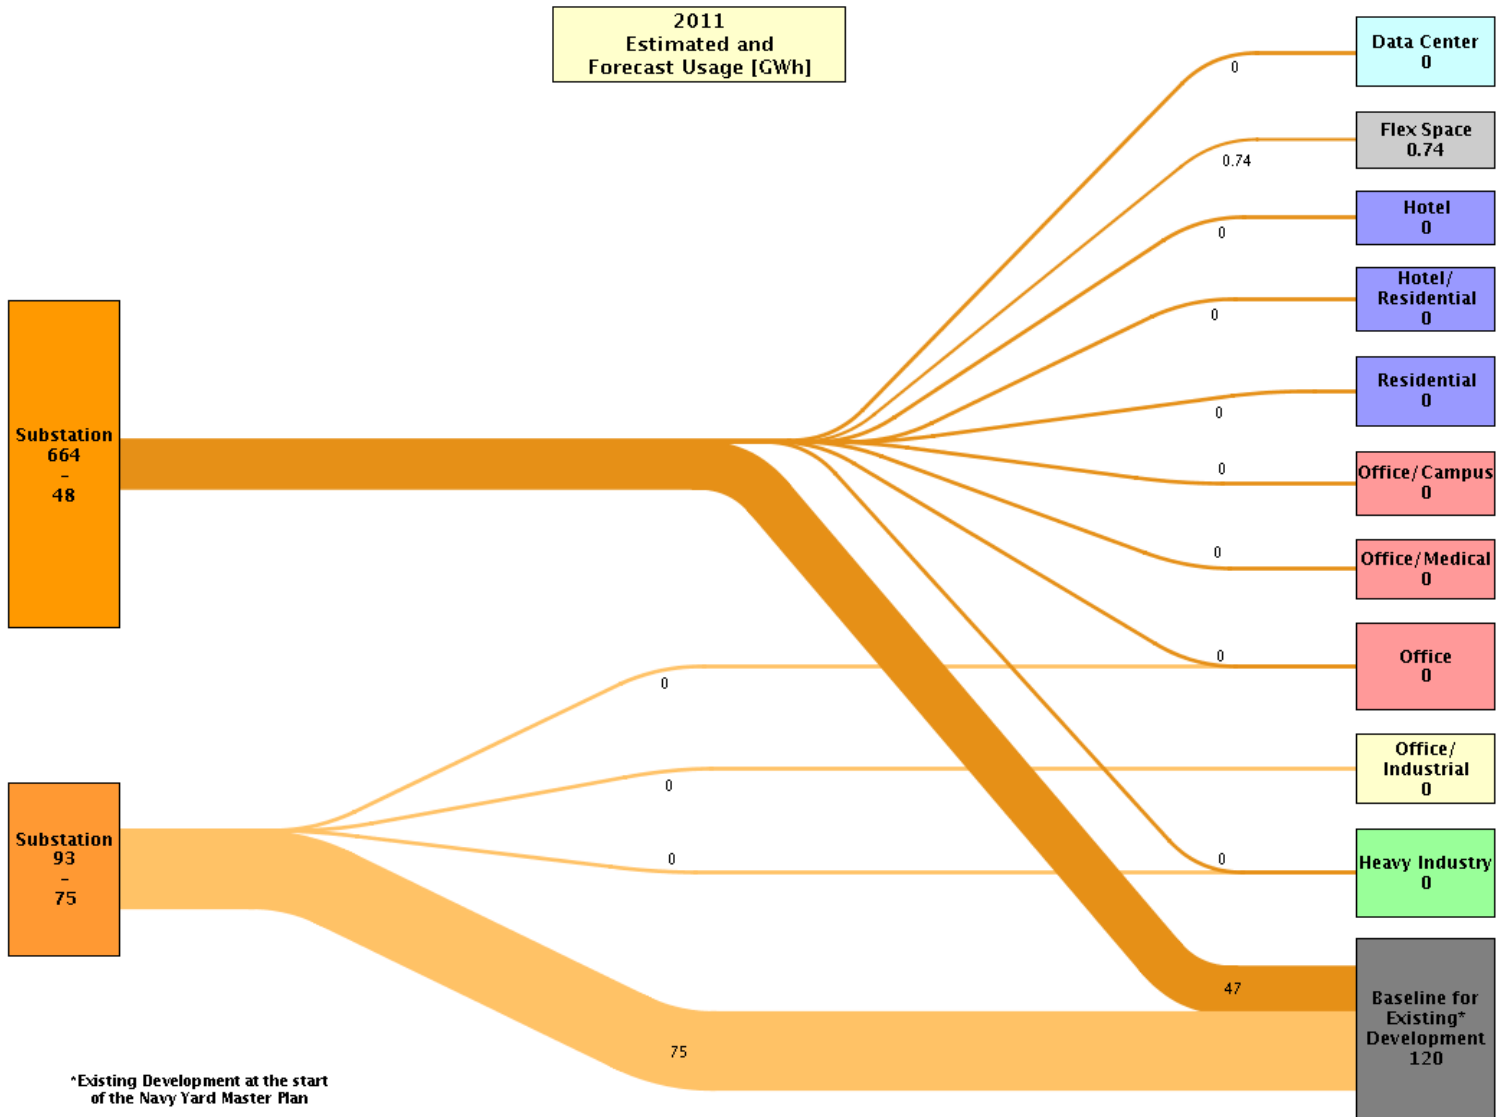 2011
Estimated and
Forecast Usage [GWh]
Data Center
0
0
Flex Space
0.74
0.74
Hotel
0
0
Hotel/
Residential
0
0
Residential
0
0
Substation
664
-
48
Office/Campus
0
0
Office/Medical
0
0
Office
0
0
0
Office/
Industrial
0
0
Substation
93
-
75
Heavy Industry
0
0
0
47
Baseline for
Existing*
Development
120
75
*Existing Development at the start
of the Navy Yard Master Plan